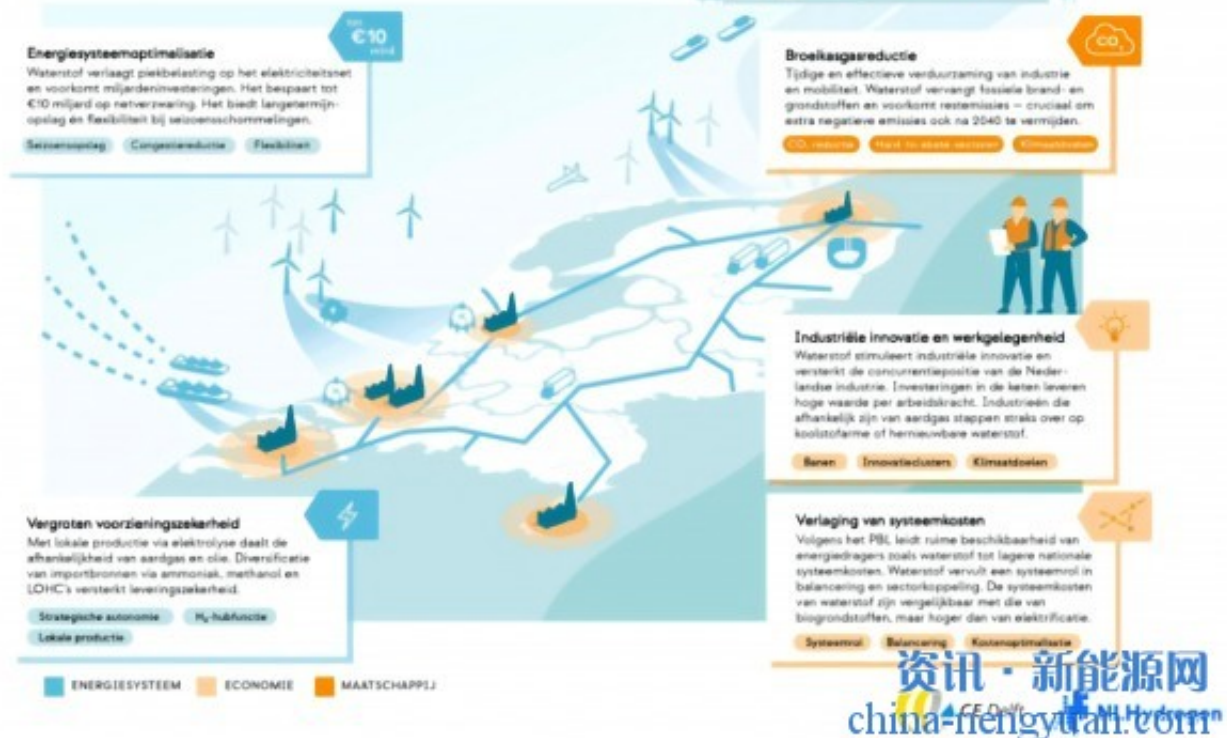 tot
€10
mlrd
Energiesysteemoptimalisatie
Waterstof verlaagt piekbelasting op het elektriciteitsnet
en voorkomt miljardeninvesteringen. Het bespaart tot
€10 miljard op netverzwaring. Het biedt langetermijn-
opslag én flexibiliteit bij seizoensschommelingen.
Seizoensopslag
Congestiereductie
Flexibiliteit
CO₂
Broeikasgasreductie
Tijdige en effectieve verduurzaming van industrie
en mobiliteit. Waterstof vervangt fossiele brand- en
grondstoffen en voorkomt restemissies – cruciaal om
extra negatieve emissies ook na 2040 te vermijden.
CO₂ reductie
Hard to abate sectoren
Klimaatdoelen
Industriële innovatie en werkgelegenheid
Waterstof stimuleert industriële innovatie en
versterkt de concurrentiepositie van de Neder-
landse industrie. Investeringen in de keten leveren
hoge waarde per arbeidskracht. Industrieën die
afhankelijk zijn van aardgas stappen straks over op
koolstofarme of hernieuwbare waterstof.
Banen
Innovatieclusters
Klimaatdoelen
Vergroten voorzieningszekerheid
Met lokale productie via elektrolyse daalt de
afhankelijkheid van aardgas en olie. Diversificatie
van importbronnen via ammoniak, methanol en
LOHC's versterkt leveringszekerheid.
Strategische autonomie
H₂-hubfunctie
Lokale productie
Verlaging van systeemkosten
Volgens het PBL leidt ruime beschikbaarheid van
energiedragers zoals waterstof tot lagere nationale
systeemkosten. Waterstof vervult een systeemrol in
balancering en sectorkoppeling. De systeemkosten
van waterstof zijn vergelijkbaar met die van
biogrondstoffen, maar hoger dan van elektrificatie.
Systeemrol
Balancering
Kostenoptimalisatie
ENERGIESYSTEEM
ECONOMIE
MAATSCHAPPIJ
资讯·新能源网
CE Delft
NLHydrogen
china-nengyuan.com